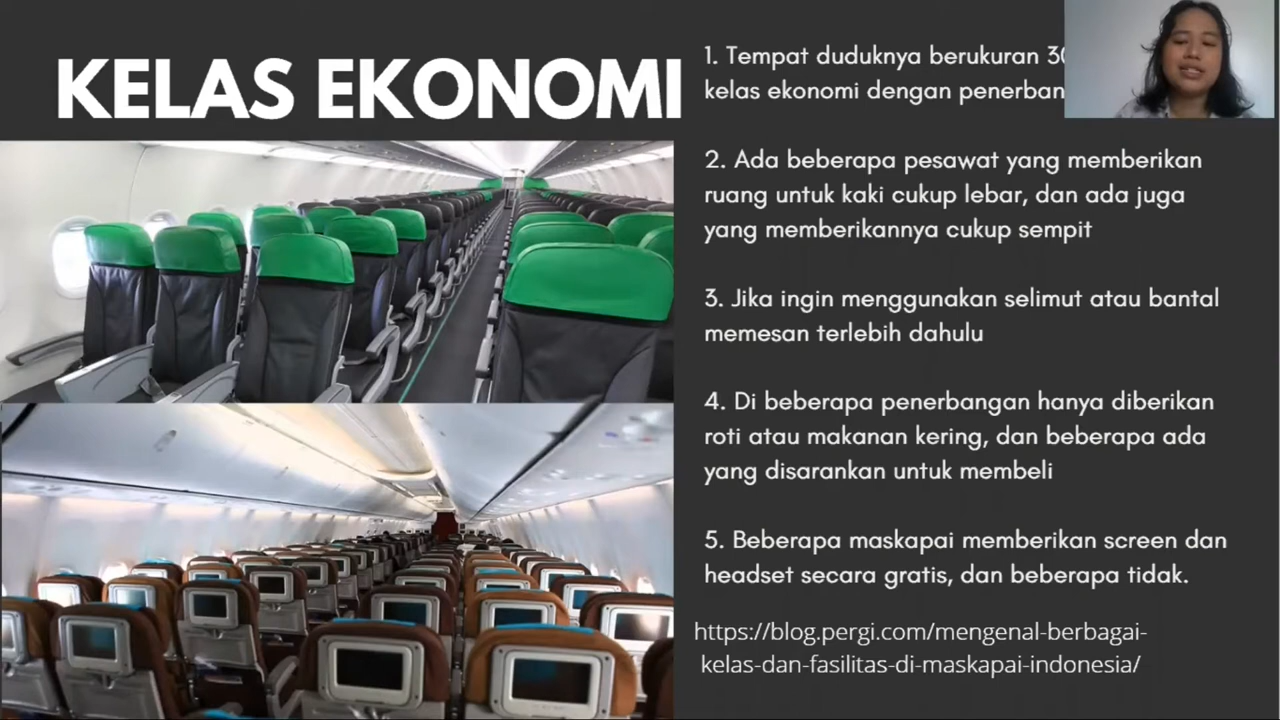 KELAS EKONOMI
1. Tempat duduknya berukuran
kelas ekonomi dengan
2. Ada beberapa pesawat yang memberikan
ruang untuk kaki cukup lebar, dan ada juga
yang memberikannya cukup sempit
3. Jika ingin menggunakan selimut atau bantal
memesan terlebih dahulu
4. Di beberapa penerbangan hanya diberikan
roti atau makanan kering, dan beberapa ada
yang disarankan untuk membeli
5. Beberapa maskapai memberikan screen dan
headset secara gratis, dan beberapa tidak.
https://blog.pergi.com/mengenal-berbagai-
kelas-dan-fasilitas-di-maskapai-indonesia/